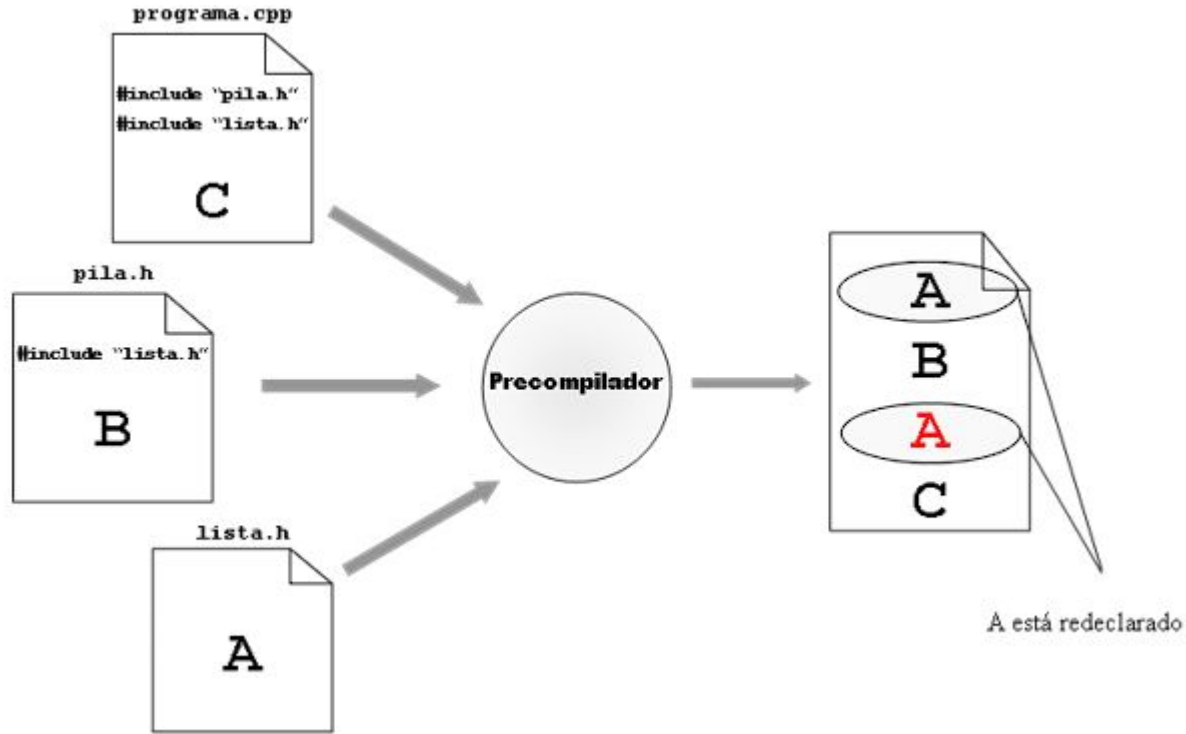 programa.cpp
#include “pila.h”
#include “lista.h”
C
pila.h
#include “lista.h”
B
lista.h
A
Precompilador
A
B
A
C
A está redeclarado